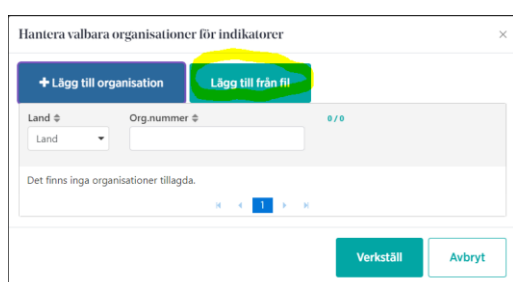 Hantera valbara organisationer för indikatorer ×
+ Lägg till organisation Lägg till från fil
Land Org.nummer 0/0
Land
Det finns inga organisationer tillagda.
1
Verkställ Avbryt